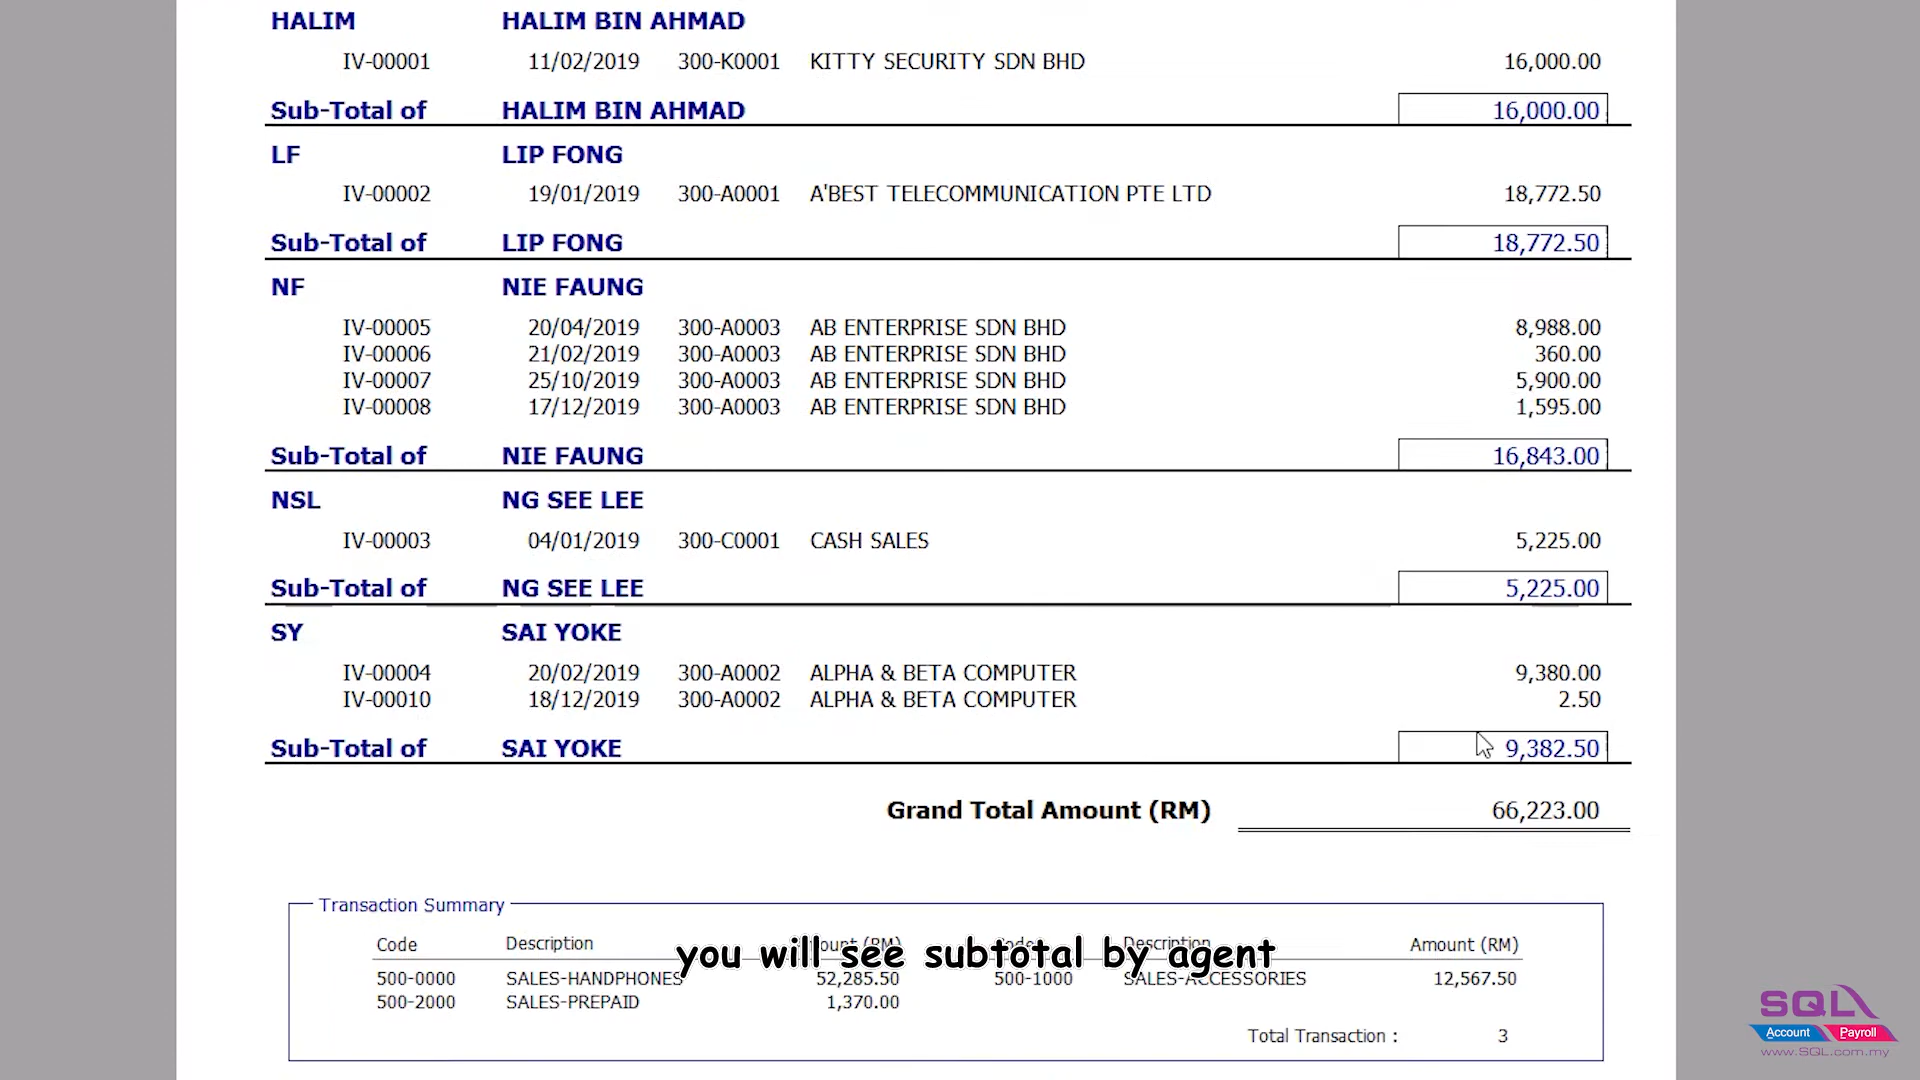 HALIM HALIM BIN AHMAD
IV-00001 11/02/2019 300-K0001 KITTY SECURITY SDN BHD 16,000.00
Sub-Total of HALIM BIN AHMAD 16,000.00
LF LIP FONG
IV-00002 19/01/2019 300-A0001 A'BEST TELECOMMUNICATION PTE LTD 18,772.50
Sub-Total of LIP FONG 18,772.50
NF NIE FAUNG
IV-00005 20/04/2019 300-A0003 AB ENTERPRISE SDN BHD 8,988.00
IV-00006 21/02/2019 300-A0003 AB ENTERPRISE SDN BHD 360.00
IV-00007 25/10/2019 300-A0003 AB ENTERPRISE SDN BHD 5,900.00
IV-00008 17/12/2019 300-A0003 AB ENTERPRISE SDN BHD 1,595.00
Sub-Total of NIE FAUNG 16,843.00
NSL NG SEE LEE
IV-00003 04/01/2019 300-C0001 CASH SALES 5,225.00
Sub-Total of NG SEE LEE 5,225.00
SY SAI YOKE
IV-00004 20/02/2019 300-A0002 ALPHA & BETA COMPUTER 9,380.00
IV-00010 18/12/2019 300-A0002 ALPHA & BETA COMPUTER 2.50
Sub-Total of SAI YOKE 9,382.50
Grand Total Amount (RM) 66,223.00
Transaction Summary
Code Description Amount (RM) Code Description Amount (RM)
you will see subtotal by agent
500-0000 SALES-HANDPHONES 52,285.50 500-1000 SALES-ACCESSORIES 12,567.50
500-2000 SALES-PREPAID 1,370.00
Total Transaction : 3
SQL
Account Payroll
www.SQL.com.my